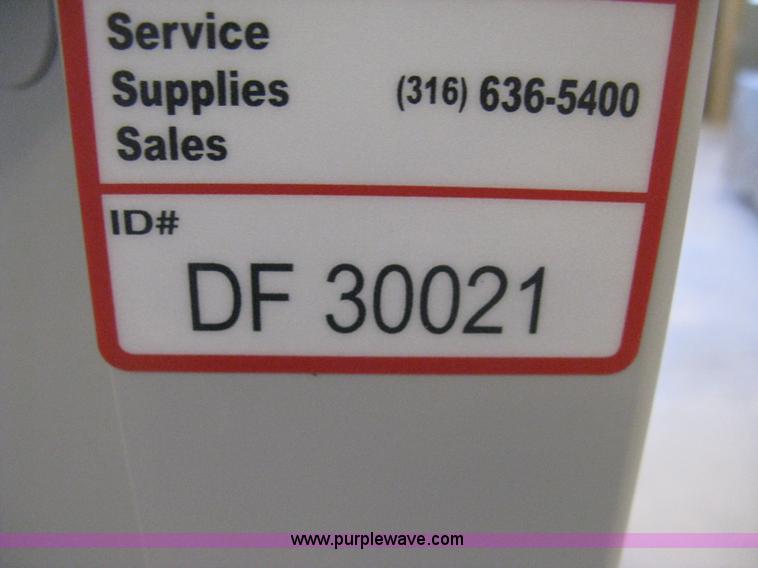 Service
Supplies (316) 636-5400
Sales
ID#
DF 30021
www.purplewave.com